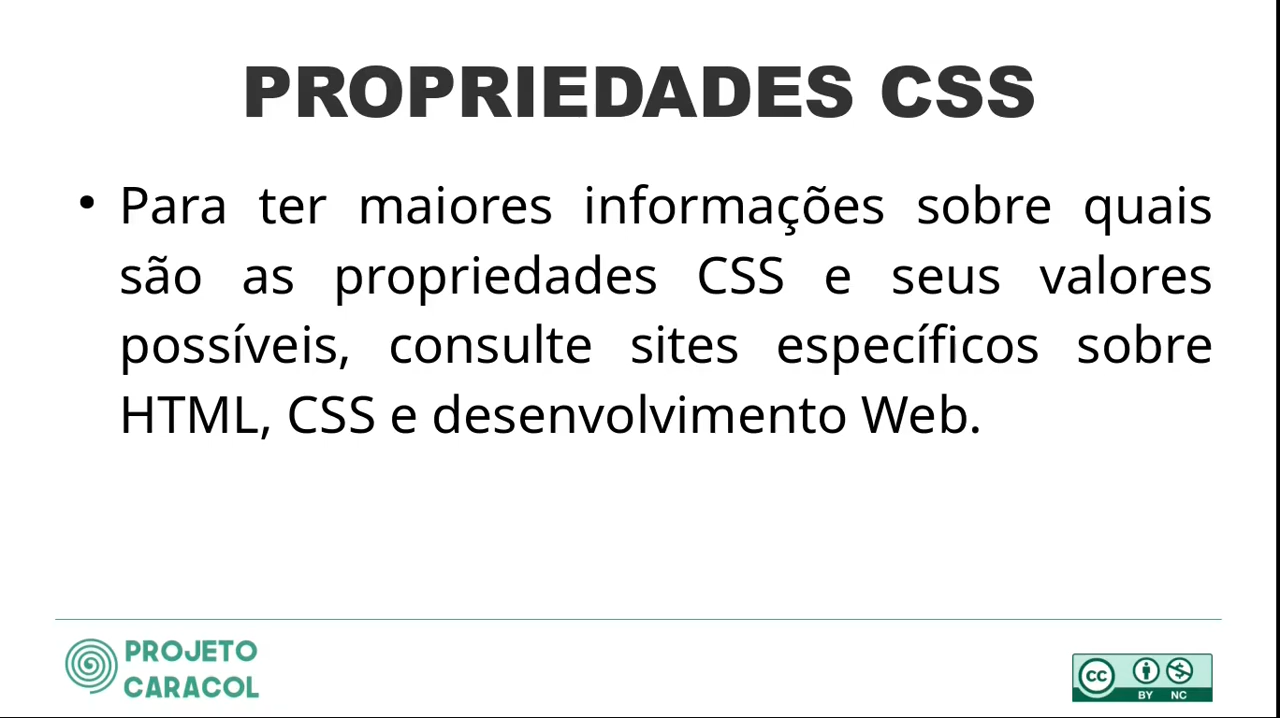 PROPRIEDADES CSS
• Para ter maiores informações sobre quais
são as propriedades CSS e seus valores
possíveis, consulte sites específicos sobre
HTML, CSS e desenvolvimento Web.
PROJETO
CARACOL
cc
BY NC